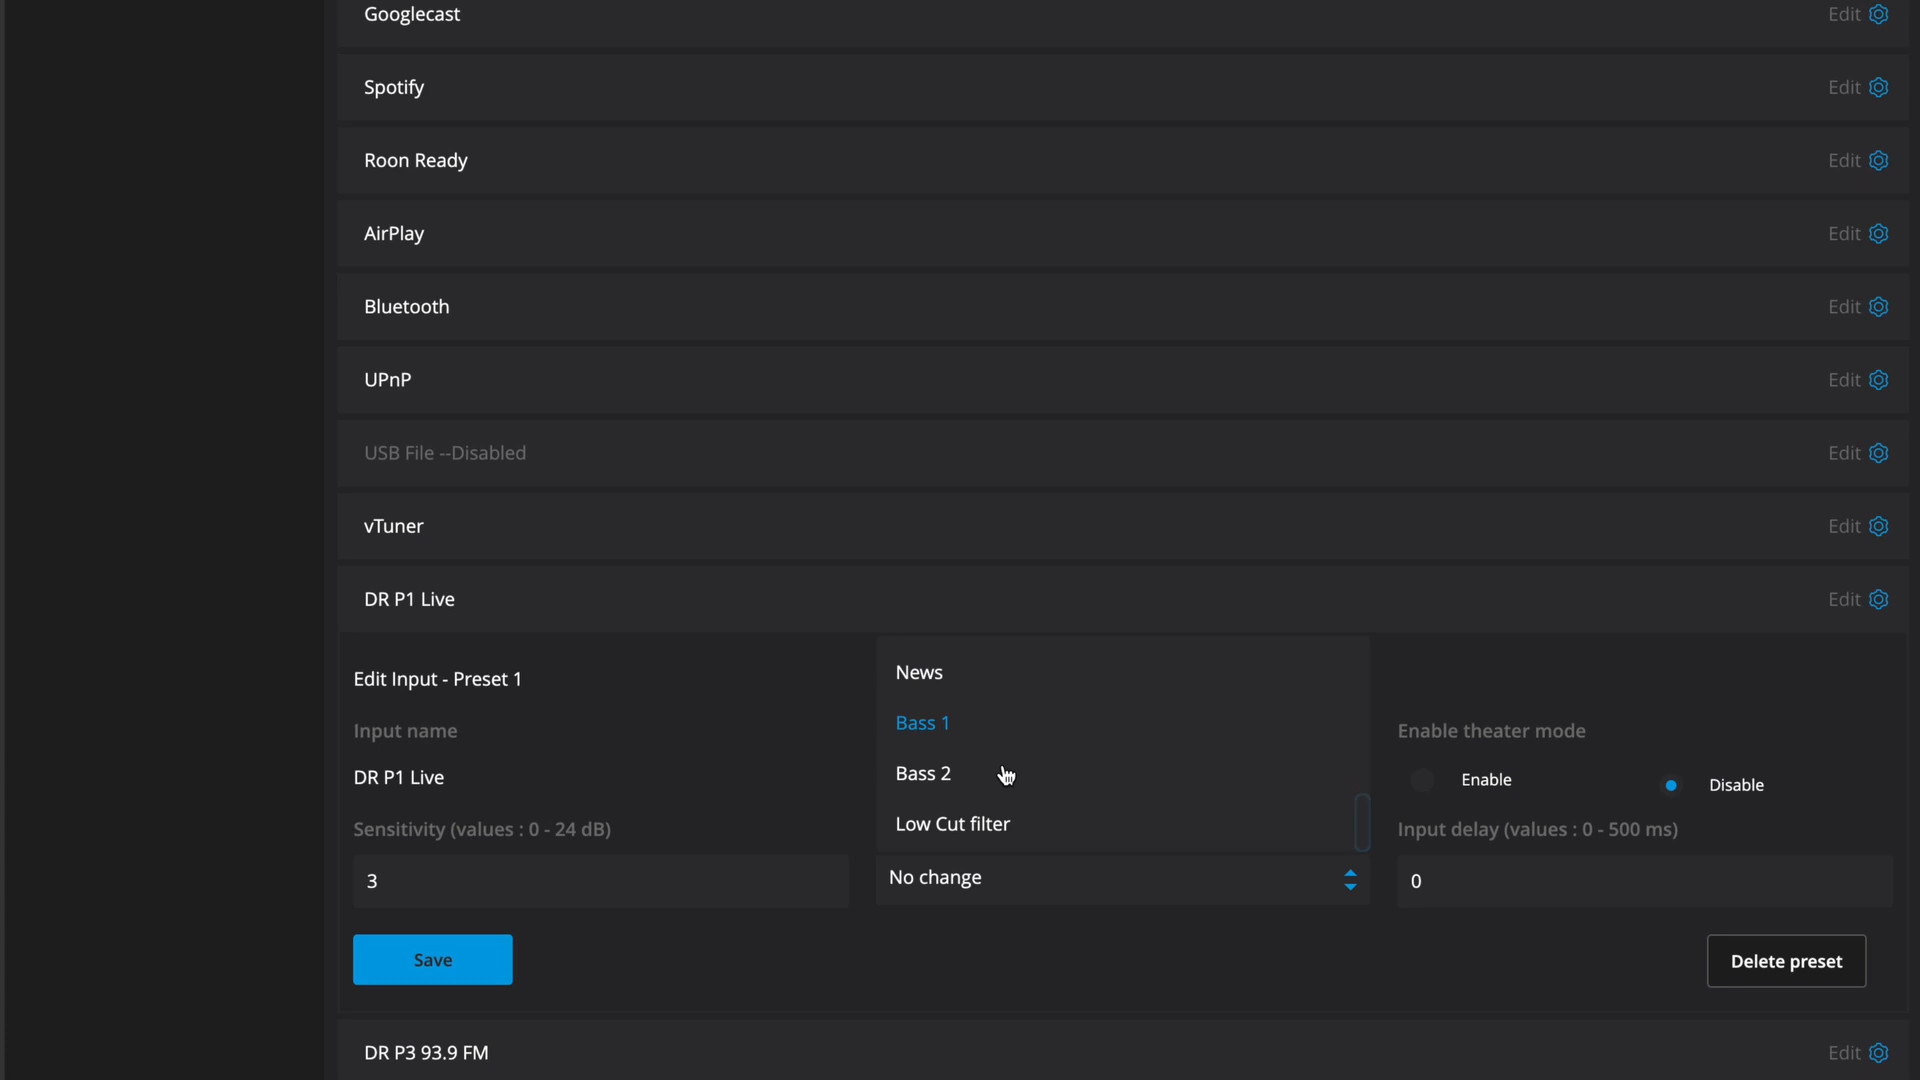 Googlecast
Edit
Spotify
Edit
Roon Ready
Edit
AirPlay
Edit
Bluetooth
Edit
UPnP
Edit
USB File --Disabled
Edit
vTuner
Edit
DR P1 Live
Edit
Edit Input - Preset 1
Input name
DR P1 Live
Sensitivity (values : 0 - 24 dB)
3
Save
News
Bass 1
Bass 2
Low Cut filter
No change
Enable theater mode
Enable
Disable
Input delay (values : 0 - 500 ms)
0
Delete preset
DR P3 93.9 FM
Edit